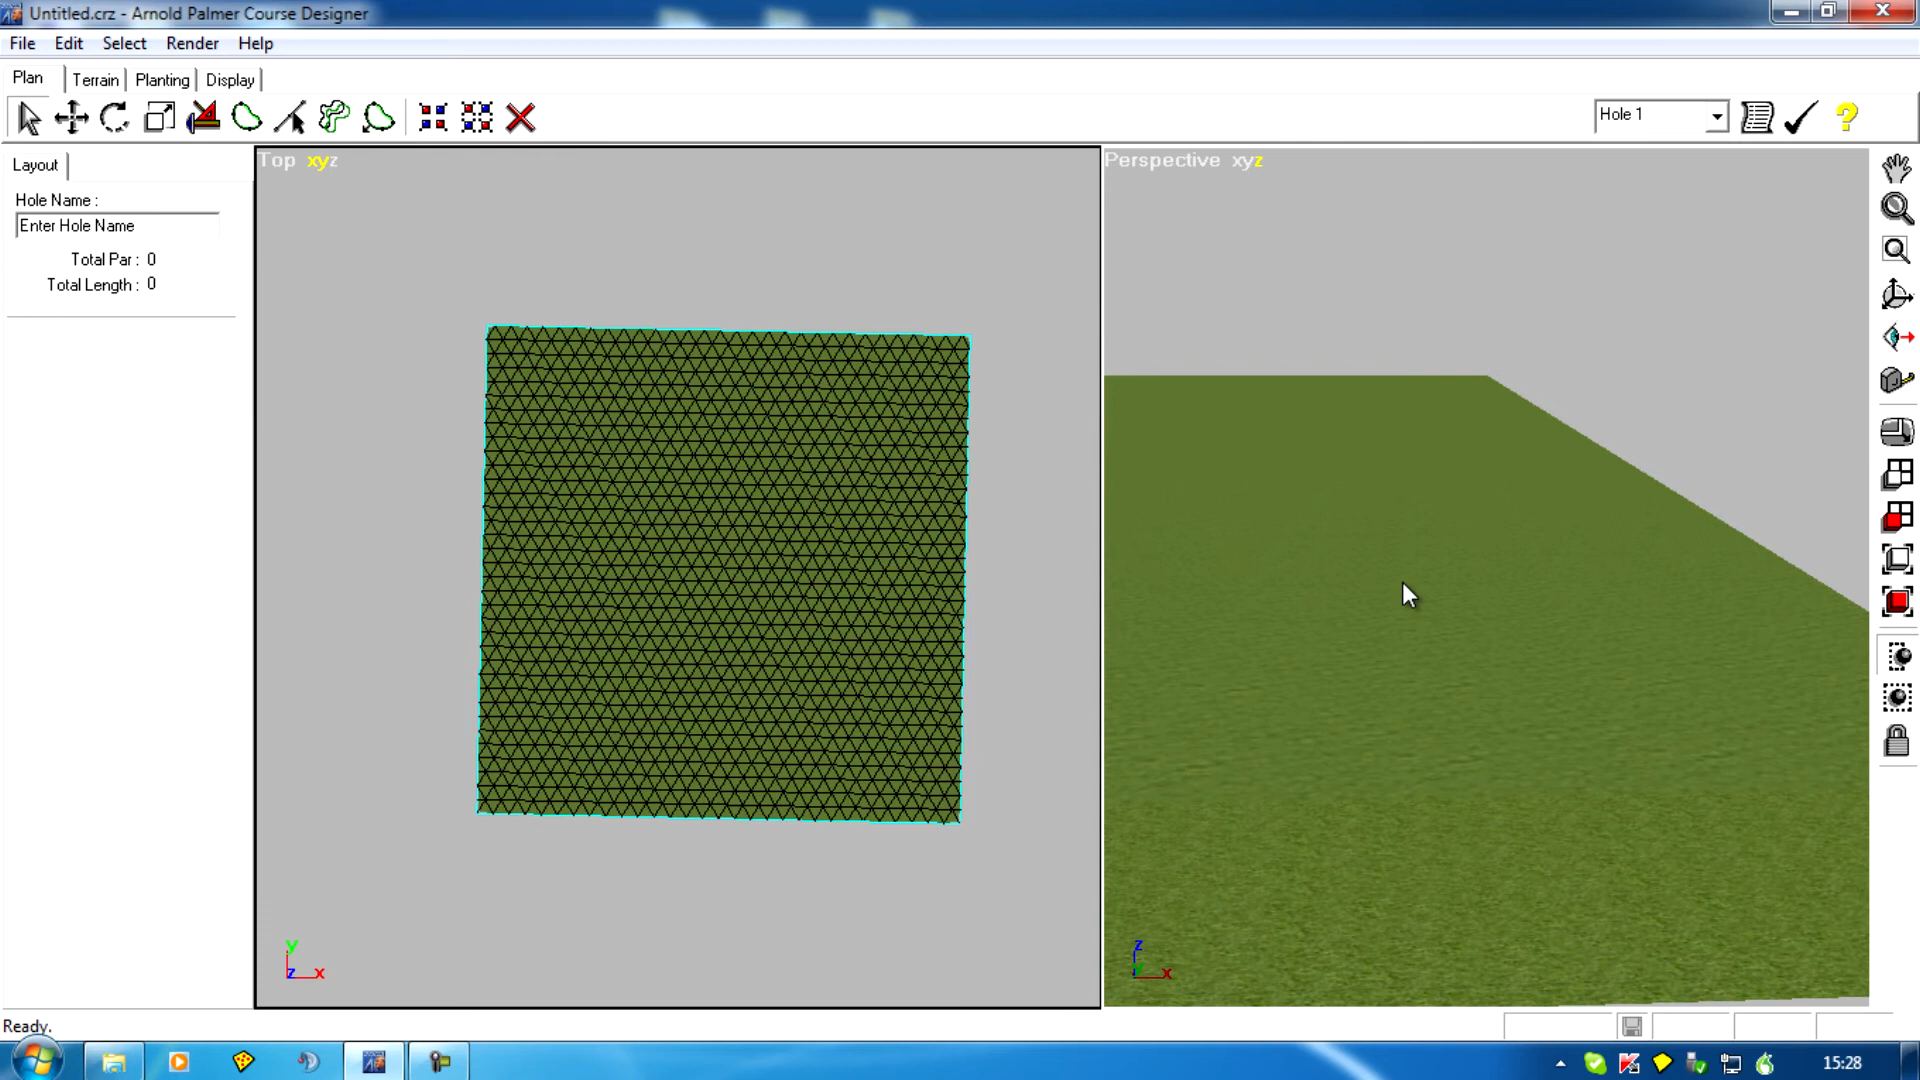 Untitled.crz - Arnold Palmer Course Designer
File Edit Select Render Help
Plan Terrain Planting Display
Hole 1
Layout
Top xyz
Perspective xyz
Hole Name :
Enter Hole Name
Total Par : 0
Total Length : 0
y
z x
z
y x
Ready.
15:28